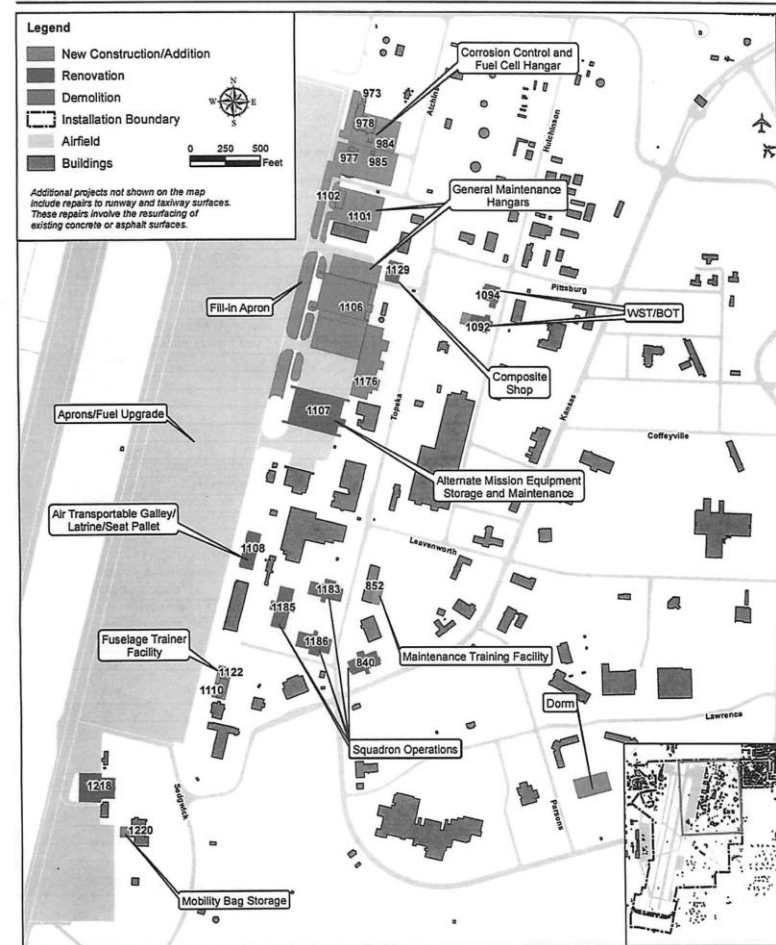 Legend
New Construction/Addition
Renovation
Demolition
Installation Boundary
Airfield
Buildings
N
W E
S
0 250 500
Feet
Additional projects not shown on the map
include repairs to runway and taxiway surfaces.
These repairs involve the resurfacing of
existing concrete or asphalt surfaces.
Corrosion Control and
Fuel Cell Hangar
973
978
984
977
985
Atchison
Hutchinson
General Maintenance
Hangars
1102
1101
1129
1094
Pittsburg
WST/BOT
1092
Fill-in Apron
1106
Composite
Shop
1176
1107
Topeka
Kansas
Coffeyville
Aprons/Fuel Upgrade
Alternate Mission Equipment
Storage and Maintenance
Air Transportable Galley/
Latrine/Seat Pallet
1108
Leavenworth
1183
852
1185
1186
840
Maintenance Training Facility
Fuselage Trainer
Facility
1122
1110
Dorm
Squadron Operations
Lawrence
1218
Sedgwick
Parsons
1220
Mobility Bag Storage